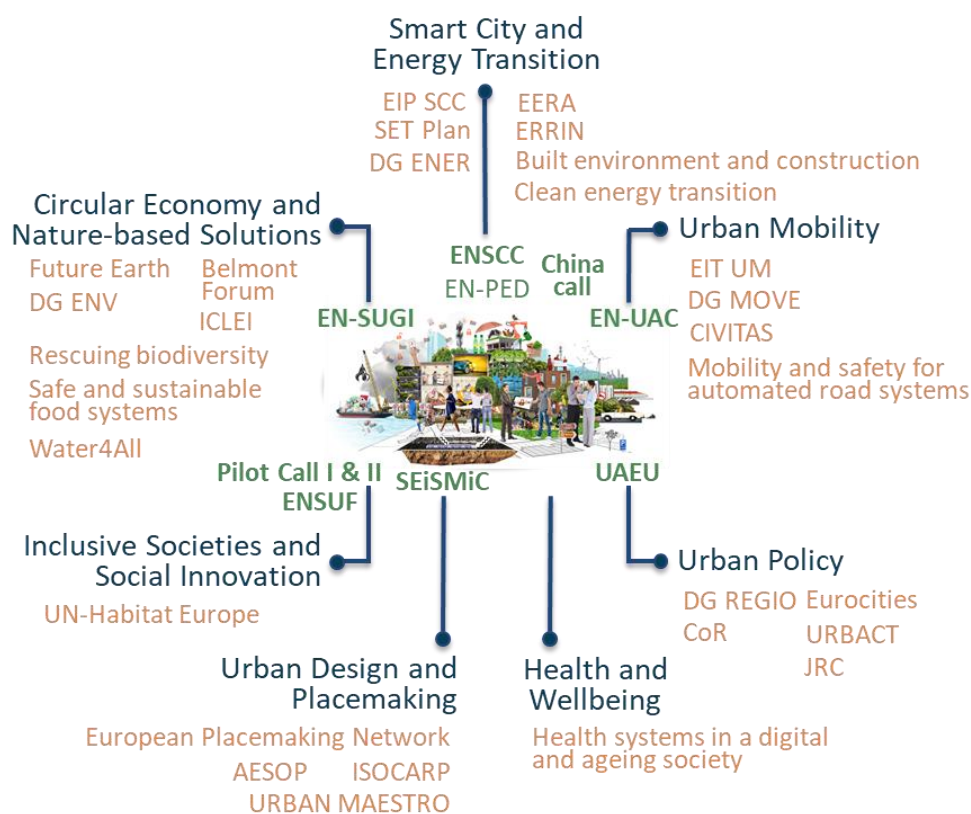 Smart City and
Energy Transition
EIP SCC
SET Plan
DG ENER
EERA
ERRIN
Built environment and construction
Clean energy transition
Circular Economy and
Nature-based Solutions
Future Earth
DG ENV
Belmont
Forum
ICLEI
Rescuing biodiversity
Safe and sustainable
food systems
Water4All
Urban Mobility
EIT UM
DG MOVE
CIVITAS
Mobility and safety for
automated road systems
ENSCC
EN-PED
China
call
EN-SUGI
EN-UAC
Pilot Call I & II
ENSUF
SEiSMiC
UAEU
Inclusive Societies and
Social Innovation
UN-Habitat Europe
Urban Policy
DG REGIO
CoR
Eurocities
URBACT
JRC
Urban Design and
Placemaking
European Placemaking Network
AESOP
ISOCARP
URBAN MAESTRO
Health and
Wellbeing
Health systems in a digital
and ageing society